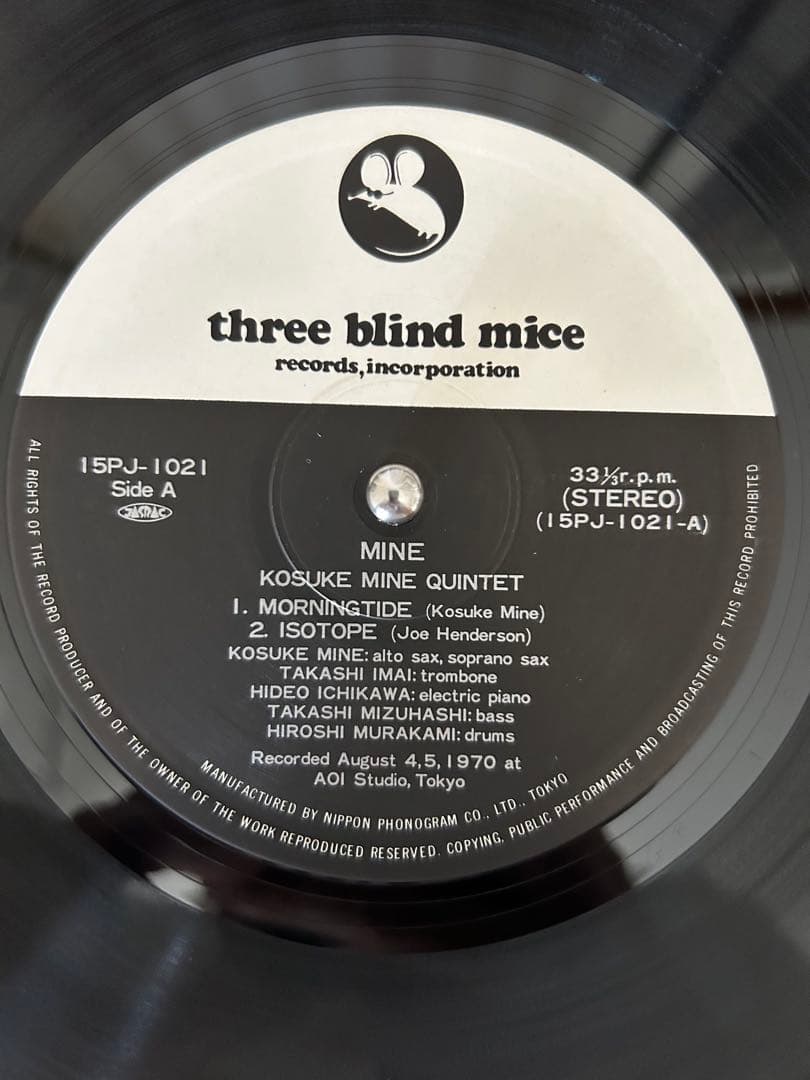 three blind mice
records, incorporation
15PJ-1021
Side A
JASRAC
33⅓r.p.m.
(STEREO)
(15PJ-1021-A)
MINE
KOSUKE MINE QUINTET
1. MORNINGTIDE (Kosuke Mine)
2. ISOTOPE (Joe Henderson)
KOSUKE MINE: alto sax, soprano sax
TAKASHI IMAI: trombone
HIDEO ICHIKAWA: electric piano
TAKASHI MIZUHASHI: bass
HIROSHI MURAKAMI: drums
Recorded August 4,5, 1970 at
AOI Studio, Tokyo
MANUFACTURED BY NIPPON PHONOGRAM CO., LTD., TOKYO
ALL RIGHTS OF THE RECORD PRODUCER AND OF THE OWNER OF THE WORK REPRODUCED RESERVED. COPYING, PUBLIC PERFORMANCE AND BROADCASTING OF THIS RECORD PROHIBITED